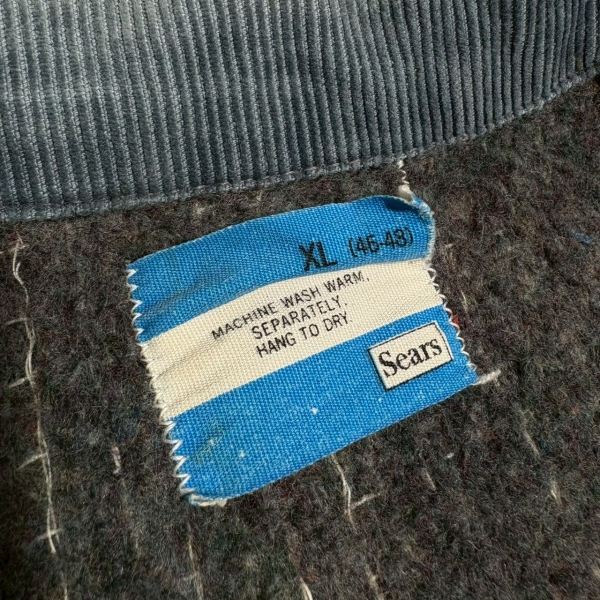 XL (46-48)
MACHINE WASH WARM,
SEPARATELY.
HANG TO DRY.
Sears